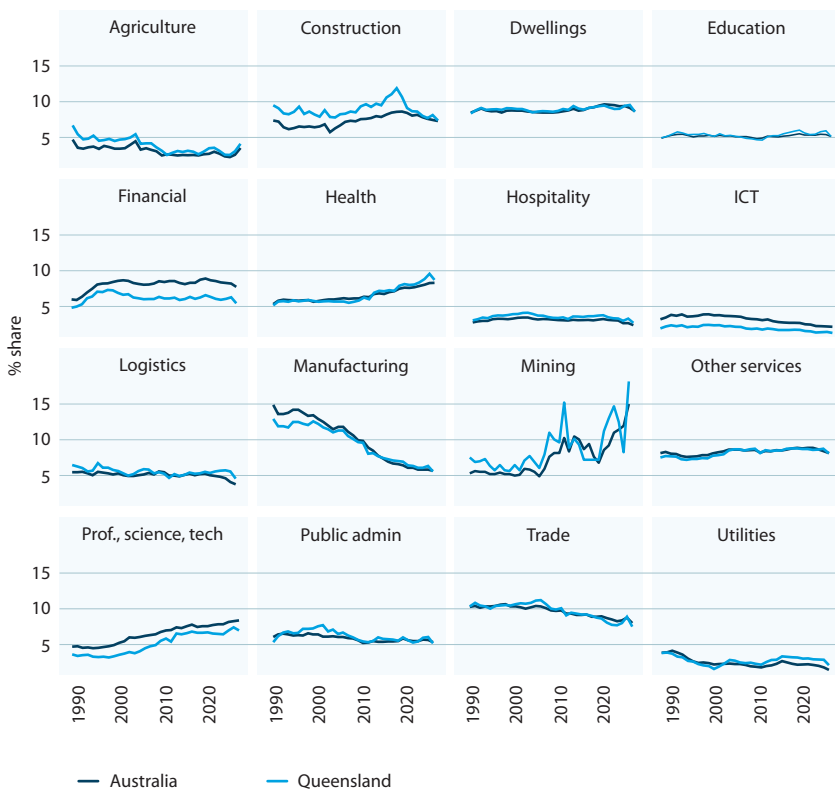 Agriculture Construction Dwellings Education
15
10
5
Financial Health Hospitality ICT
15
10
5
% share
Logistics Manufacturing Mining Other services
15
10
5
Prof., science, tech Public admin Trade Utilities
15
10
5
1990 2000 2010 2020 1990 2000 2010 2020 1990 2000 2010 2020 1990 2000 2010 2020
Australia Queensland